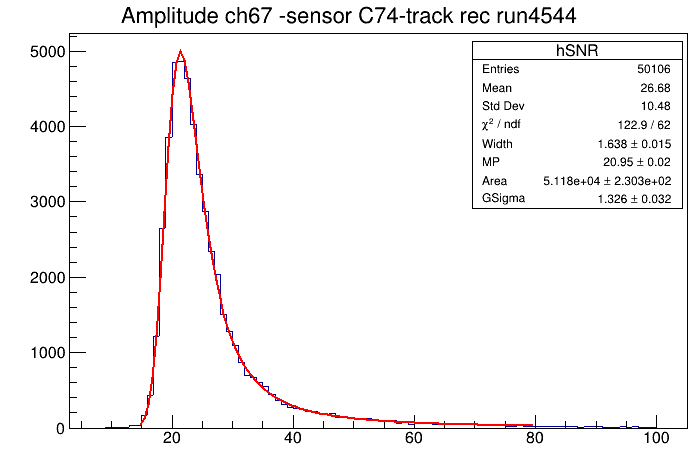 Amplitude ch67 -sensor C74-track rec run4544
hSNR
Entries 50106
Mean 26.68
Std Dev 10.48
χ² / ndf 122.9 / 62
Width 1.638 ± 0.015
MP 20.95 ± 0.02
Area 5.118e+04 ± 2.303e+02
GSigma 1.326 ± 0.032
5000
4000
3000
2000
1000
0
20 40 60 80 100